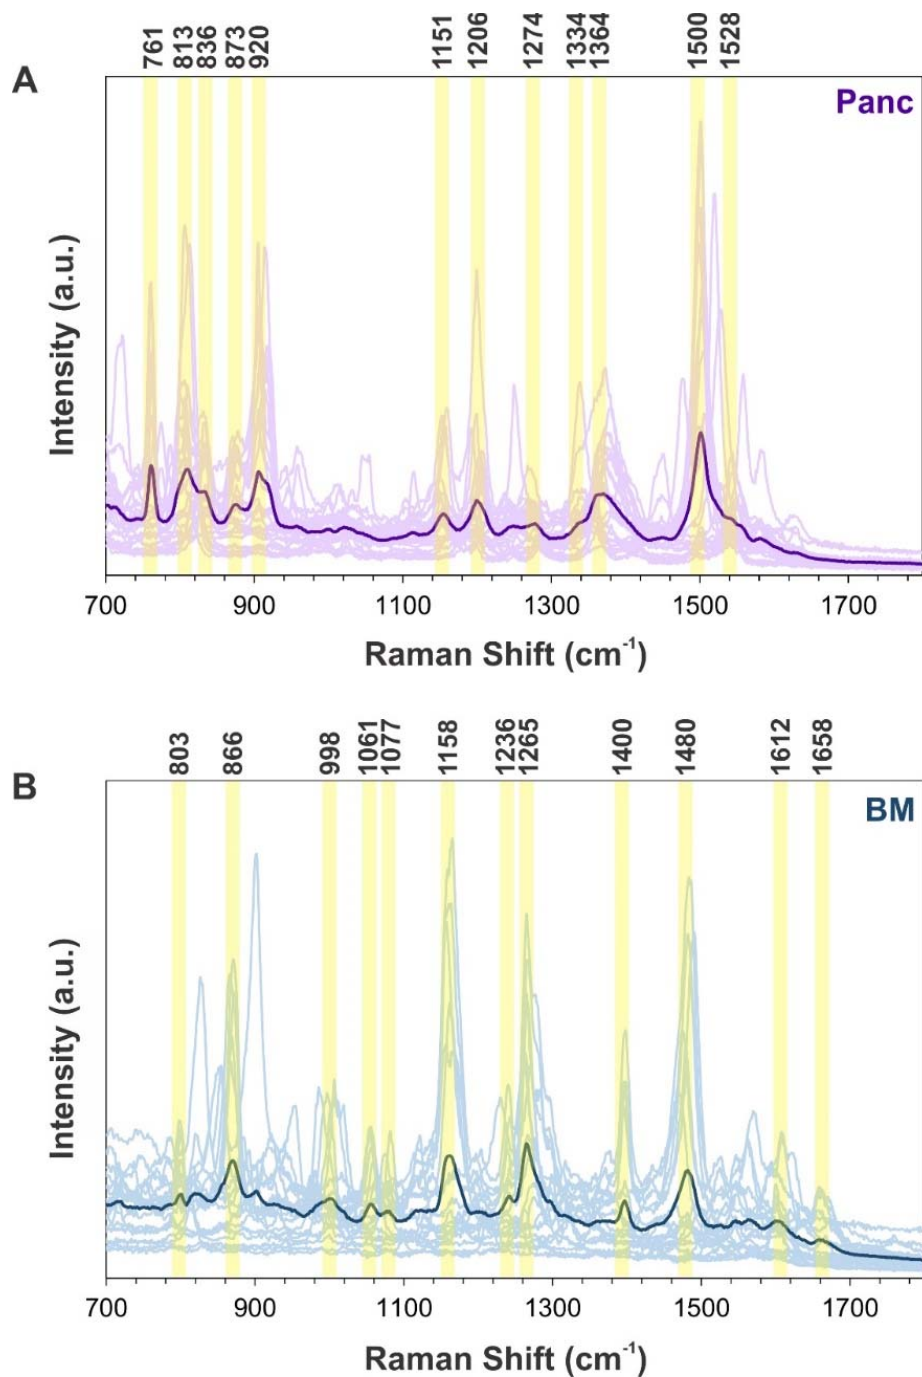 761 813 836 873 920 1151 1206 1274 1334 1364 1500 1528
A
Panc
Intensity (a.u.)
700 900 1100 1300 1500 1700
Raman Shift (cm⁻¹)
803 866 998 1061 1077 1158 1236 1265 1400 1480 1612 1658
B
BM
Intensity (a.u.)
700 900 1100 1300 1500 1700
Raman Shift (cm⁻¹)